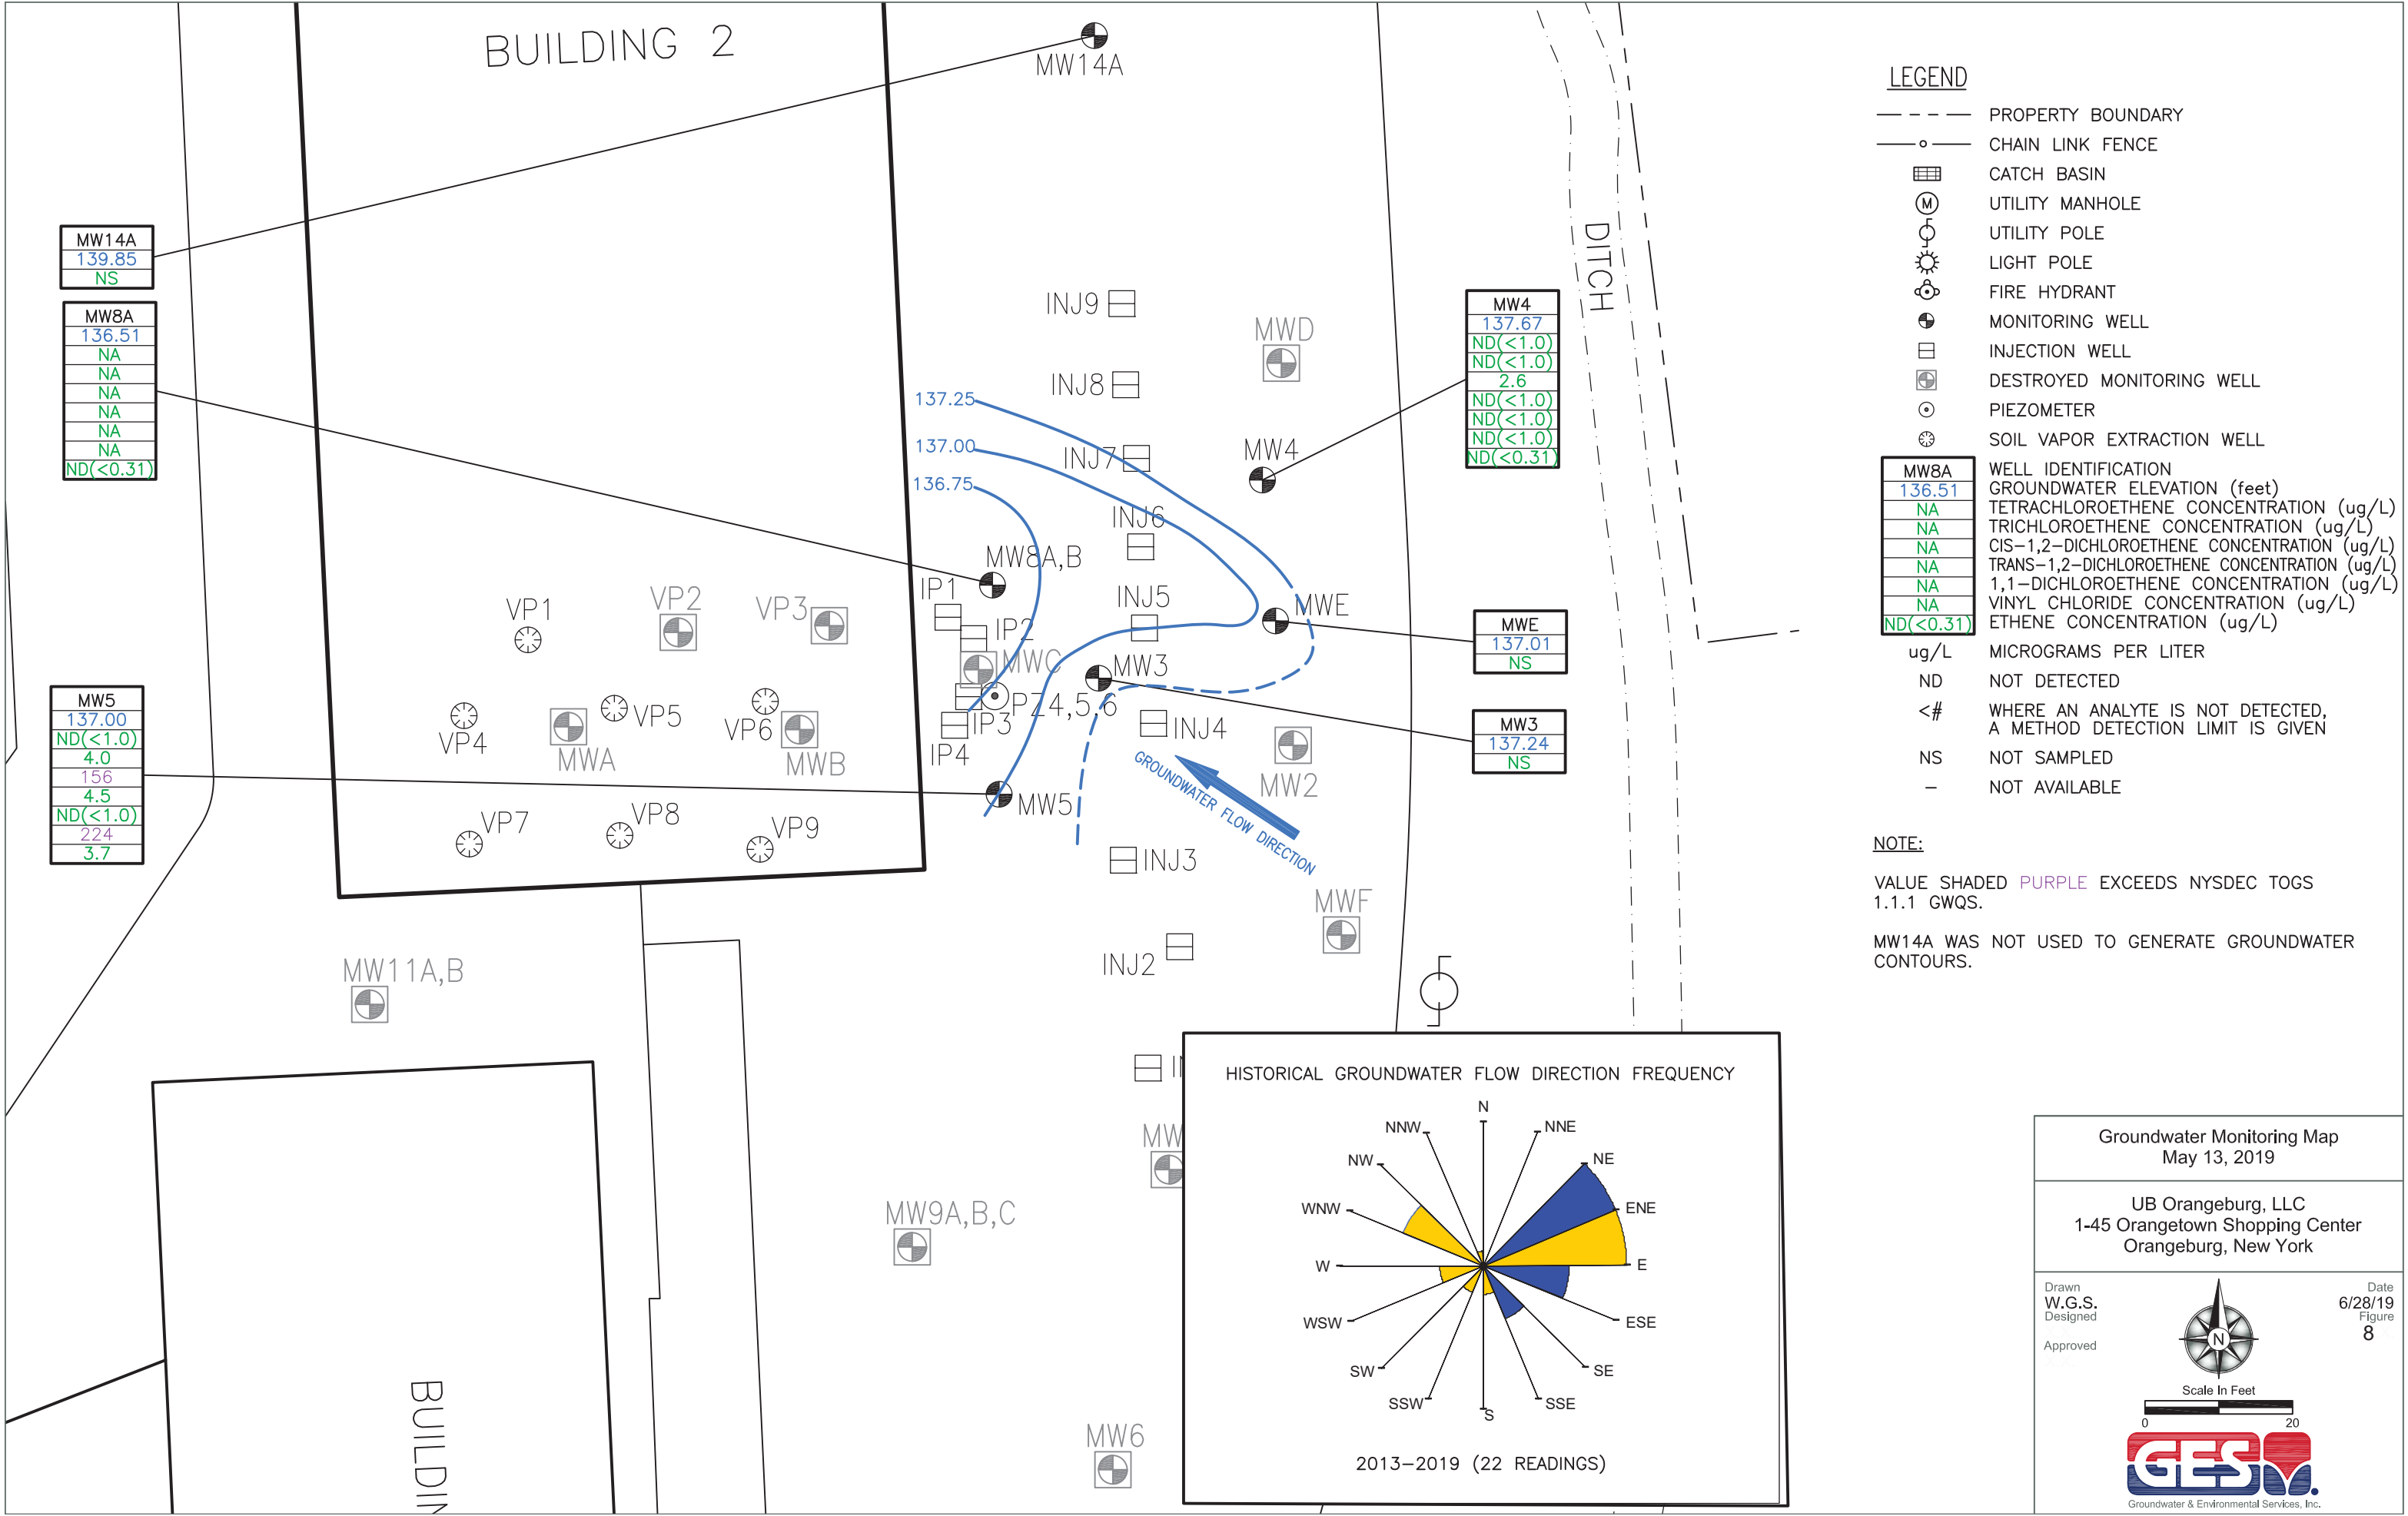 BUILDING 2
MW14A
MW14A
139.85
NS
MW8A
136.51
NA
NA
NA
NA
NA
NA
ND(<0.31)
MW5
137.00
ND(<1.0)
4.0
156
4.5
ND(<1.0)
224
3.7
MW4
137.67
ND(<1.0)
ND(<1.0)
2.6
ND(<1.0)
ND(<1.0)
ND(<1.0)
ND(<0.31)
MWE
137.01
NS
MW3
137.24
NS
DITCH
INJ9
MWD
INJ8
137.25
137.00
INJ7
MW4
136.75
INJ6
MW8A,B
IP1
INJ5
MWE
VP1
VP2
VP3
IP2
MWC
MW3
PZ4,5,6
VP4
VP5
VP6
IP3
INJ4
MWA
MWB
IP4
MW2
GROUNDWATER FLOW DIRECTION
MW5
VP7
VP8
VP9
INJ3
MWF
INJ2
MW11A,B
MW9A,B,C
MW6
MW
BUILDIN
HISTORICAL GROUNDWATER FLOW DIRECTION FREQUENCY
N
NNE
NE
ENE
E
ESE
SE
SSE
S
SSW
SW
WSW
W
WNW
NW
NNW
2013-2019 (22 READINGS)
LEGEND
PROPERTY BOUNDARY
CHAIN LINK FENCE
CATCH BASIN
M UTILITY MANHOLE
UTILITY POLE
LIGHT POLE
FIRE HYDRANT
MONITORING WELL
INJECTION WELL
DESTROYED MONITORING WELL
PIEZOMETER
SOIL VAPOR EXTRACTION WELL
MW8A WELL IDENTIFICATION
136.51 GROUNDWATER ELEVATION (feet)
NA TETRACHLOROETHENE CONCENTRATION (ug/L)
NA TRICHLOROETHENE CONCENTRATION (ug/L)
NA CIS-1,2-DICHLOROETHENE CONCENTRATION (ug/L)
NA TRANS-1,2-DICHLOROETHENE CONCENTRATION (ug/L)
NA 1,1-DICHLOROETHENE CONCENTRATION (ug/L)
NA VINYL CHLORIDE CONCENTRATION (ug/L)
ND(<0.31) ETHENE CONCENTRATION (ug/L)
ug/L MICROGRAMS PER LITER
ND NOT DETECTED
<# WHERE AN ANALYTE IS NOT DETECTED,
A METHOD DETECTION LIMIT IS GIVEN
NS NOT SAMPLED
- NOT AVAILABLE
NOTE:
VALUE SHADED PURPLE EXCEEDS NYSDEC TOGS
1.1.1 GWQS.
MW14A WAS NOT USED TO GENERATE GROUNDWATER
CONTOURS.
Groundwater Monitoring Map
May 13, 2019
UB Orangeburg, LLC
1-45 Orangetown Shopping Center
Orangeburg, New York
Drawn
W.G.S.
Designed
Approved
Date
6/28/19
Figure
8
N
Scale In Feet
0 20
GES
Groundwater & Environmental Services, Inc.